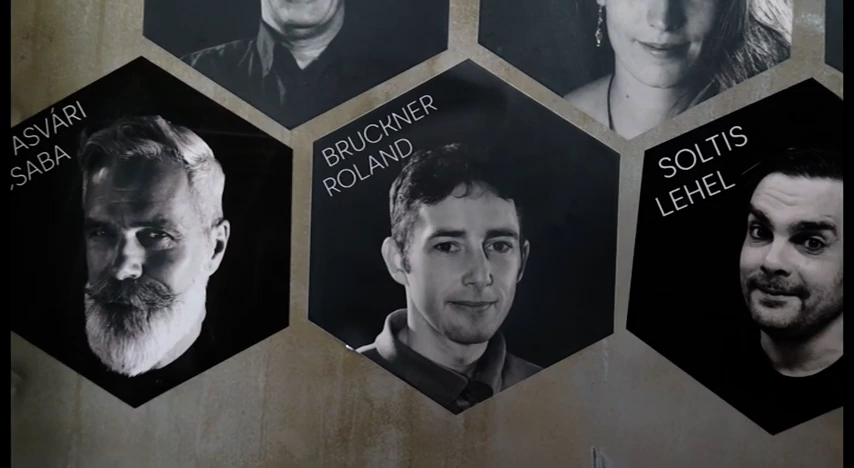 ASVÁRI
SABA
BRUCKNER
ROLAND
SOLTIS
LEHEL